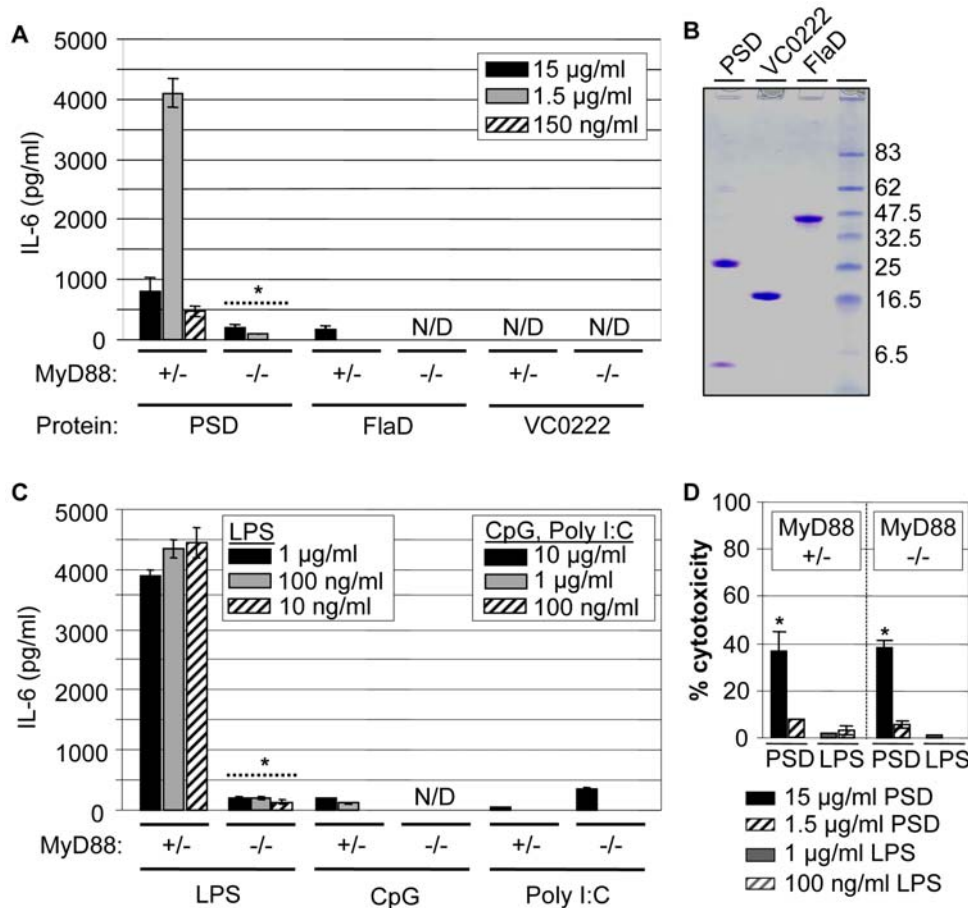 A
5000
4000
3000
2000
1000
0
IL-6 (pg/ml)
15 µg/ml
1.5 µg/ml
150 ng/ml
*
N/D N/D N/D
MyD88: +/- -/- +/- -/- +/- -/-
Protein: PSD FlaD VC0222
B
PSD VC0222 FlaD
83
62
47.5
32.5
25
16.5
6.5
C
5000
4000
3000
2000
1000
0
IL-6 (pg/ml)
LPS
1 µg/ml
100 ng/ml
10 ng/ml
CpG, Poly I:C
10 µg/ml
1 µg/ml
100 ng/ml
*
N/D
MyD88: +/- -/- +/- -/- +/- -/-
LPS CpG Poly I:C
D
100
80
60
40
20
0
% cytotoxicity
MyD88
+/-
MyD88
-/-
* *
PSD LPS PSD LPS
15 µg/ml PSD
1.5 µg/ml PSD
1 µg/ml LPS
100 ng/ml LPS